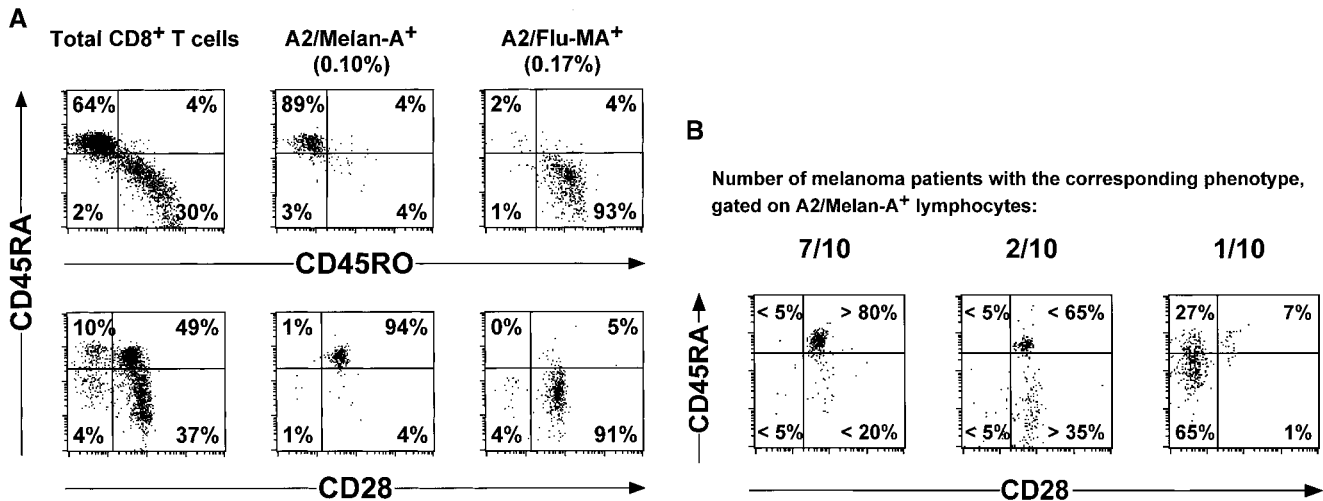 A
Total CD8+ T cells
A2/Melan-A+
(0.10%)
A2/Flu-MA+
(0.17%)
64% 4%
2% 30%
89% 4%
3% 4%
2% 4%
1% 93%
CD45RA
CD45RO
10% 49%
4% 37%
1% 94%
1% 4%
0% 5%
4% 91%
CD28
B
Number of melanoma patients with the corresponding phenotype,
gated on A2/Melan-A+ lymphocytes:
7/10
2/10
1/10
< 5% > 80%
< 5% < 20%
< 5% < 65%
< 5% > 35%
27% 7%
65% 1%
CD45RA
CD28